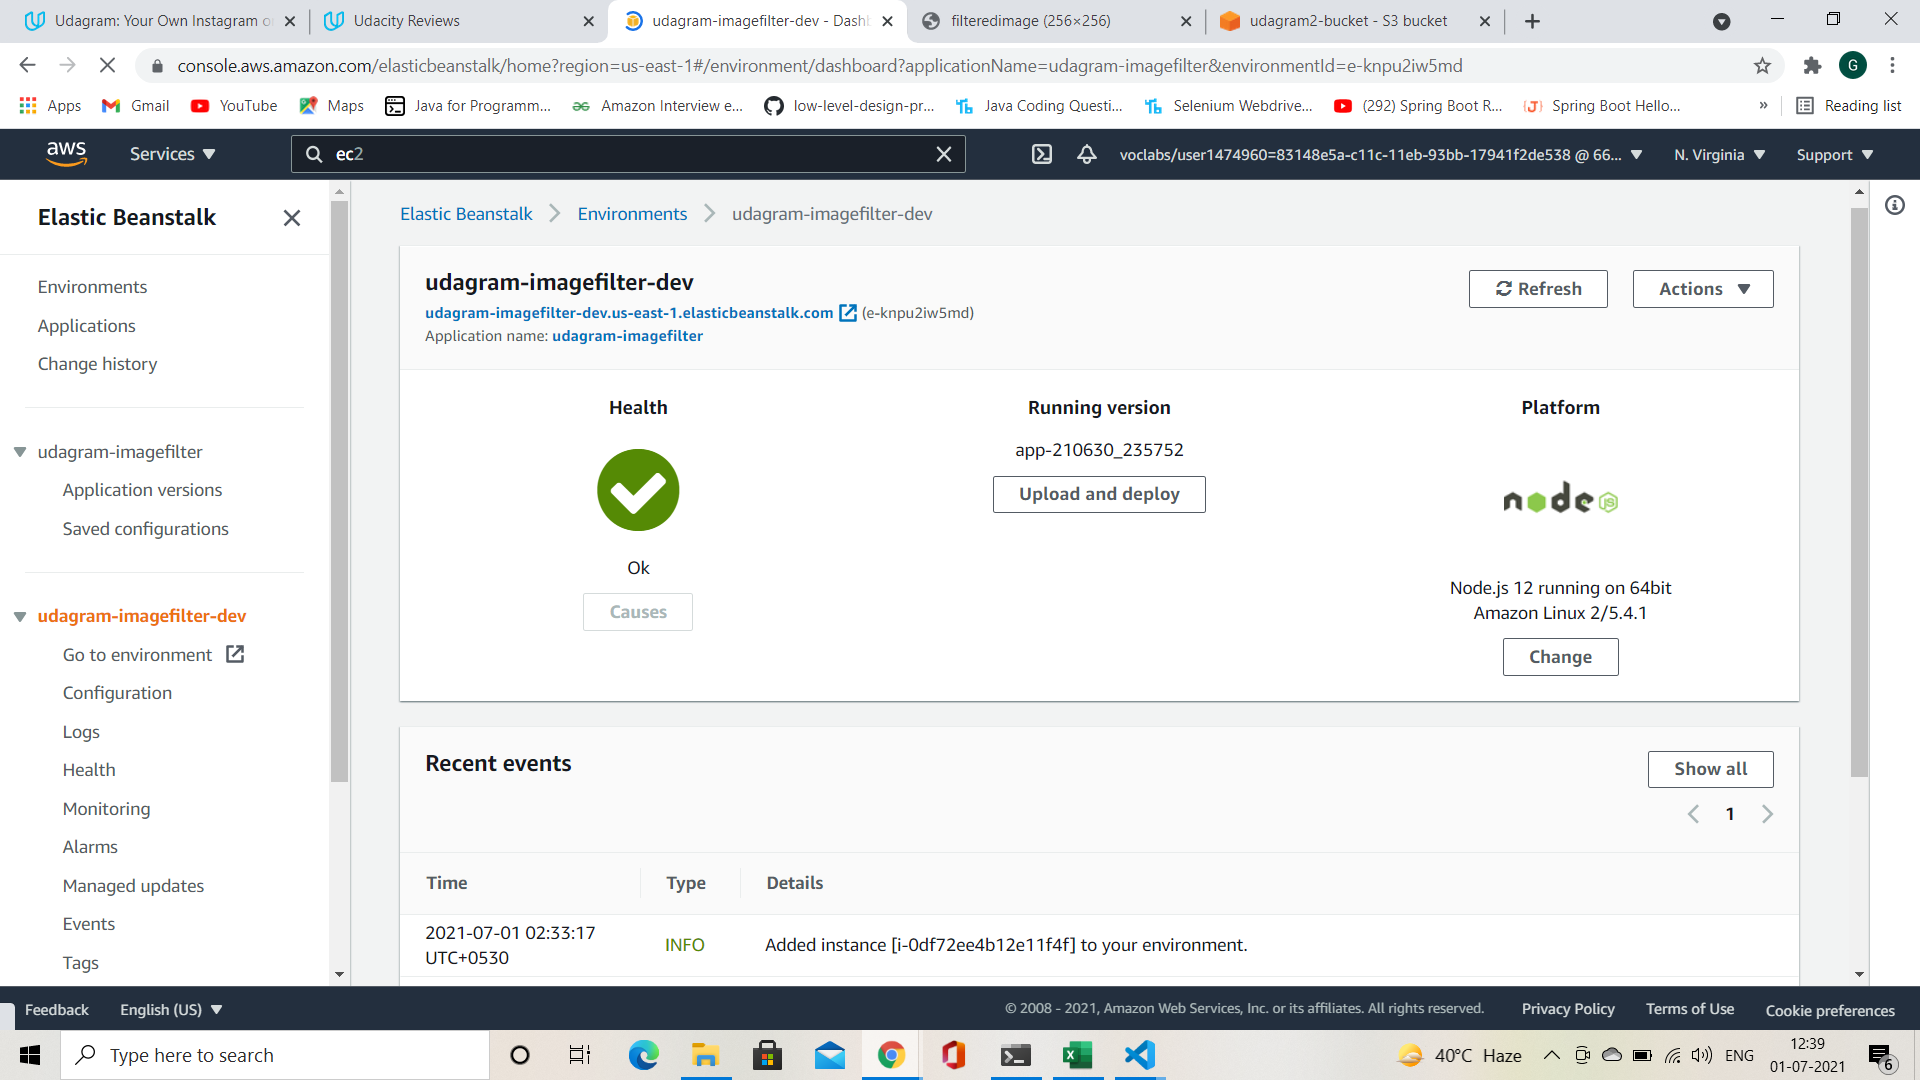 Udagram: Your Own Instagram o
Udacity Reviews
udagram-imagefilter-dev - Dash
filteredimage (256×256)
udagram2-bucket - S3 bucket
console.aws.amazon.com/elasticbeanstalk/home?region=us-east-1#/environment/dashboard?applicationName=udagram-imagefilter&environmentId=e-knpu2iw5md
G
Apps
Gmail
YouTube
Maps
Java for Programm...
Amazon Interview e...
low-level-design-pr...
Java Coding Questi...
Selenium Webdrive...
(292) Spring Boot R...
Spring Boot Hello...
»
Reading list
aws
Services
ec2
voclabs/user1474960=83148e5a-c11c-11eb-93bb-17941f2de538 @ 66...
N. Virginia
Support
Elastic Beanstalk
Environments
Applications
Change history
udagram-imagefilter
Application versions
Saved configurations
udagram-imagefilter-dev
Go to environment
Configuration
Logs
Health
Monitoring
Alarms
Managed updates
Events
Tags
Elastic Beanstalk > Environments > udagram-imagefilter-dev
udagram-imagefilter-dev
udagram-imagefilter-dev.us-east-1.elasticbeanstalk.com (e-knpu2iw5md)
Application name: udagram-imagefilter
Refresh
Actions
Health
Ok
Causes
Running version
app-210630_235752
Upload and deploy
Platform
node JS
Node.js 12 running on 64bit
Amazon Linux 2/5.4.1
Change
Recent events
Show all
1
Time
Type
Details
2021-07-01 02:33:17
UTC+0530
INFO
Added instance [i-0df72ee4b12e11f4f] to your environment.
Feedback
English (US)
© 2008 - 2021, Amazon Web Services, Inc. or its affiliates. All rights reserved.
Privacy Policy
Terms of Use
Cookie preferences
Type here to search
40°C Haze
ENG
12:39
01-07-2021
6